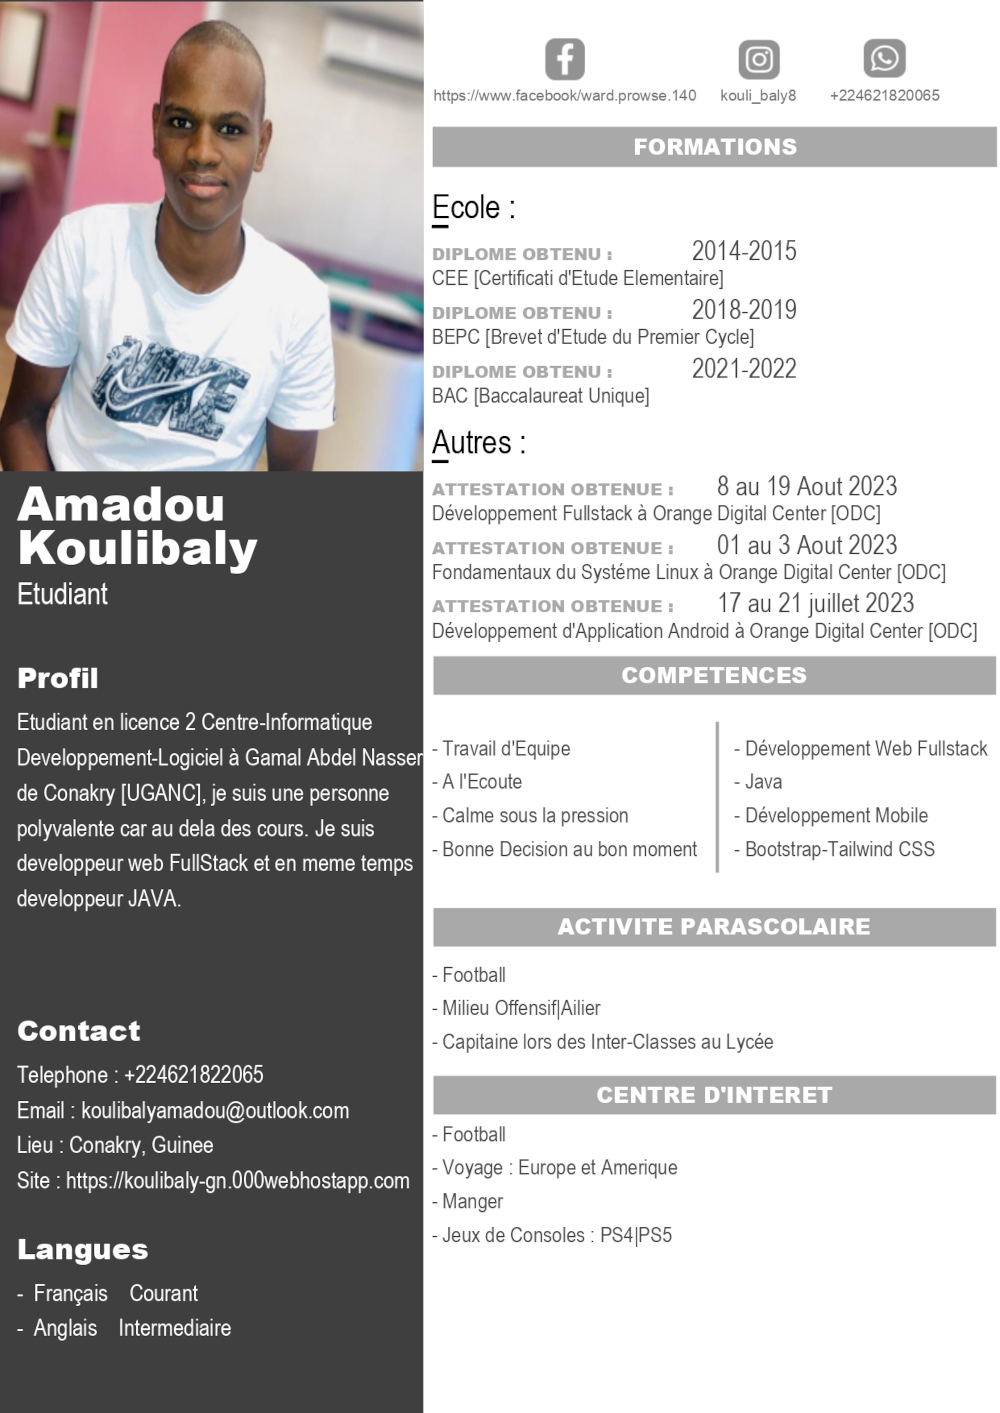 Amadou
Koulibaly
Etudiant
Profil
Etudiant en licence 2 Centre-Informatique
Developpement-Logiciel à Gamal Abdel Nasser
de Conakry [UGANC], je suis une personne
polyvalente car au dela des cours. Je suis
developpeur web FullStack et en meme temps
developpeur JAVA.
Contact
Telephone : +224621822065
Email : koulibalyamadou@outlook.com
Lieu : Conakry, Guinee
Site : https://koulibaly-gn.000webhostapp.com
Langues
- Français Courant
- Anglais Intermediaire
https://www.facebook/ward.prowse.140 kouli_baly8 +224621820065
FORMATIONS
Ecole :
DIPLOME OBTENU : 2014-2015
CEE [Certificati d'Etude Elementaire]
DIPLOME OBTENU : 2018-2019
BEPC [Brevet d'Etude du Premier Cycle]
DIPLOME OBTENU : 2021-2022
BAC [Baccalaureat Unique]
Autres :
ATTESTATION OBTENUE : 8 au 19 Aout 2023
Développement Fullstack à Orange Digital Center [ODC]
ATTESTATION OBTENUE : 01 au 3 Aout 2023
Fondamentaux du Systéme Linux à Orange Digital Center [ODC]
ATTESTATION OBTENUE : 17 au 21 juillet 2023
Développement d'Application Android à Orange Digital Center [ODC]
COMPETENCES
- Travail d'Equipe
- A l'Ecoute
- Calme sous la pression
- Bonne Decision au bon moment
- Développement Web Fullstack
- Java
- Développement Mobile
- Bootstrap-Tailwind CSS
ACTIVITE PARASCOLAIRE
- Football
- Milieu Offensif|Ailier
- Capitaine lors des Inter-Classes au Lycée
CENTRE D'INTERET
- Football
- Voyage : Europe et Amerique
- Manger
- Jeux de Consoles : PS4|PS5